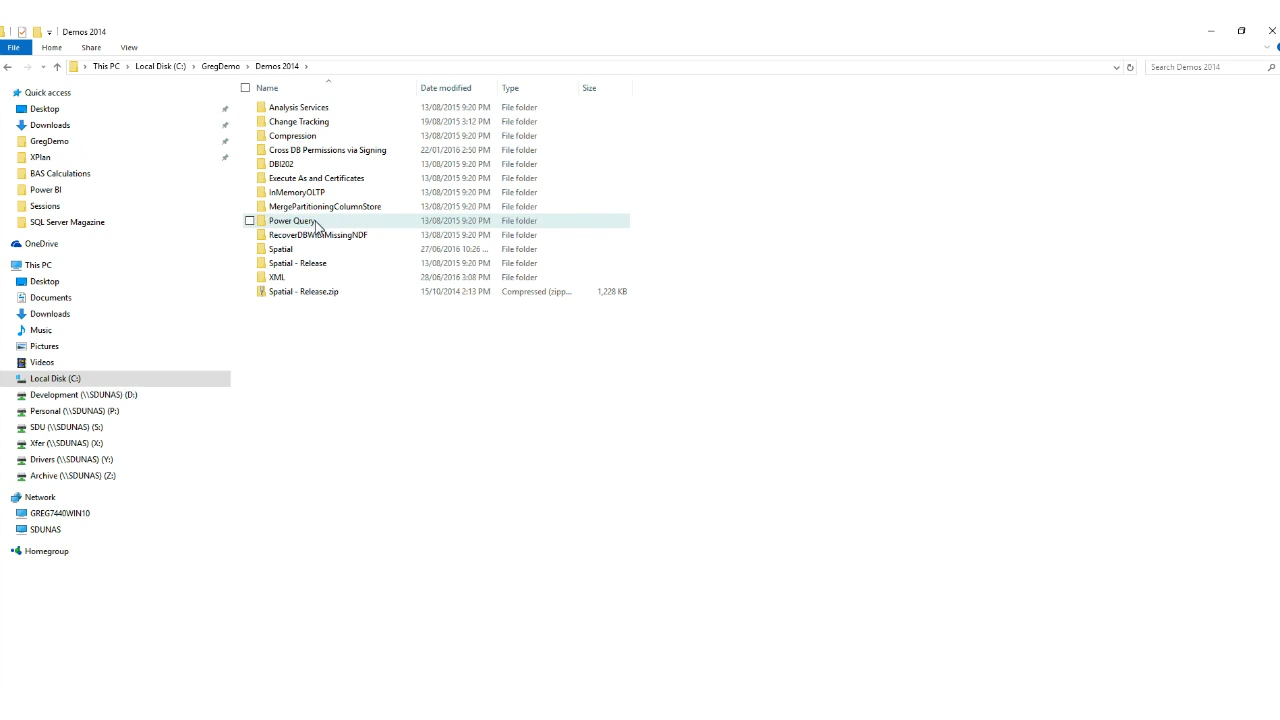 Demos 2014
File Home Share View
This PC Local Disk (C:) GregDemo Demos 2014 Search Demos 2014
Quick access
Desktop
Downloads
GregDemo
XPlan
BAS Calculations
Power BI
Sessions
SQL Server Magazine
OneDrive
This PC
Desktop
Documents
Downloads
Music
Pictures
Videos
Local Disk (C:)
Development (\\SDUNAS) (D:)
Personal (\\SDUNAS) (P:)
SDU (\\SDUNAS) (S:)
Xfer (\\SDUNAS) (X:)
Drivers (\\SDUNAS) (Y:)
Archive (\\SDUNAS) (Z:)
Network
GREG7440WIN10
SDUNAS
Homegroup
Name Date modified Type Size
Analysis Services 13/08/2015 9:20 PM File folder
Change Tracking 19/08/2015 3:12 PM File folder
Compression 13/08/2015 9:20 PM File folder
Cross DB Permissions via Signing 22/01/2016 2:50 PM File folder
DBI202 13/08/2015 9:20 PM File folder
Execute As and Certificates 13/08/2015 9:20 PM File folder
InMemoryOLTP 13/08/2015 9:20 PM File folder
MergePartitioningColumnStore 13/08/2015 9:20 PM File folder
Power Query 13/08/2015 9:20 PM File folder
RecoverDBWithMissingNDF 13/08/2015 9:20 PM File folder
Spatial 27/06/2016 10:26 ... File folder
Spatial - Release 13/08/2015 9:20 PM File folder
XML 28/06/2016 3:08 PM File folder
Spatial - Release.zip 15/10/2014 2:13 PM Compressed (zipp... 1,228 KB